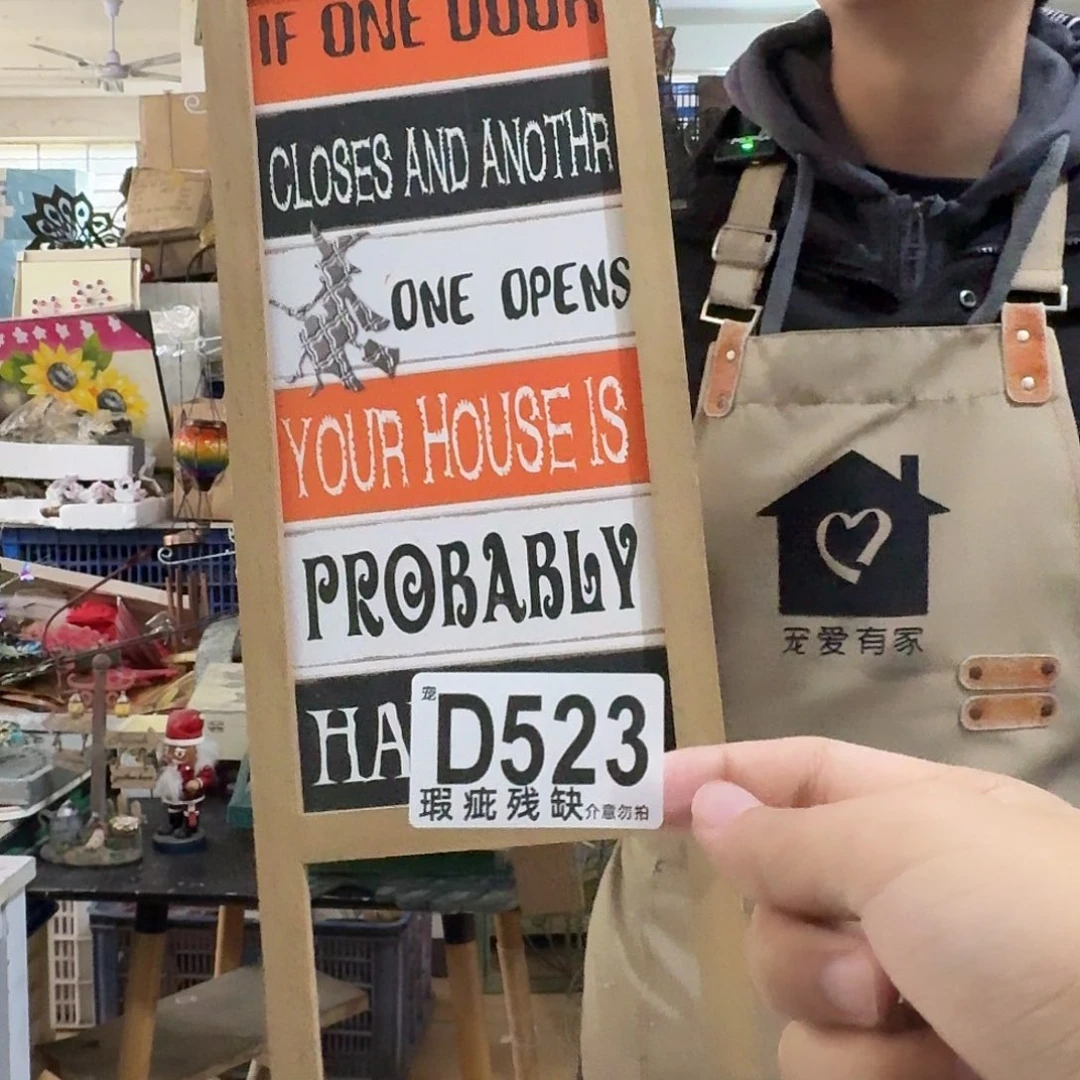 IF ONE DOOR
CLOSES AND ANOTHR
ONE OPENS
YOUR HOUSE IS
PROBABLY
HA
宠
D523
瑕疵残缺介意勿拍
宠爱有家